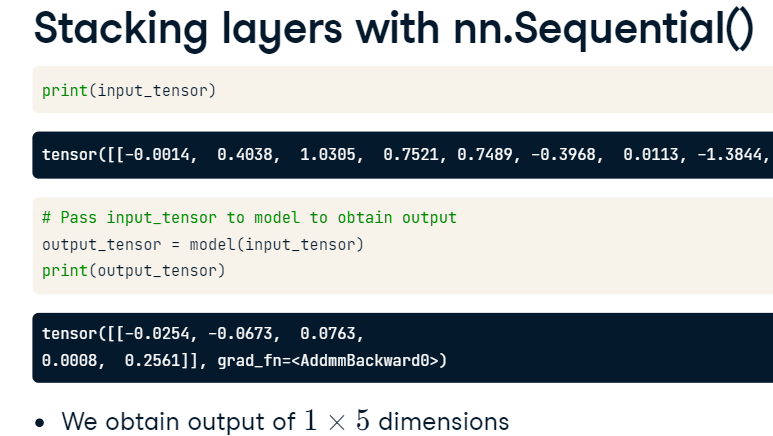 Stacking layers with nn.Sequential()
print(input_tensor)
tensor([[-0.0014, 0.4038, 1.0305, 0.7521, 0.7489, -0.3968, 0.0113, -1.3844,
# Pass input_tensor to model to obtain output
output_tensor = model(input_tensor)
print(output_tensor)
tensor([[-0.0254, -0.0673, 0.0763,
0.0008, 0.2561]], grad_fn=<AddmmBackward0>)
• We obtain output of 1 × 5 dimensions